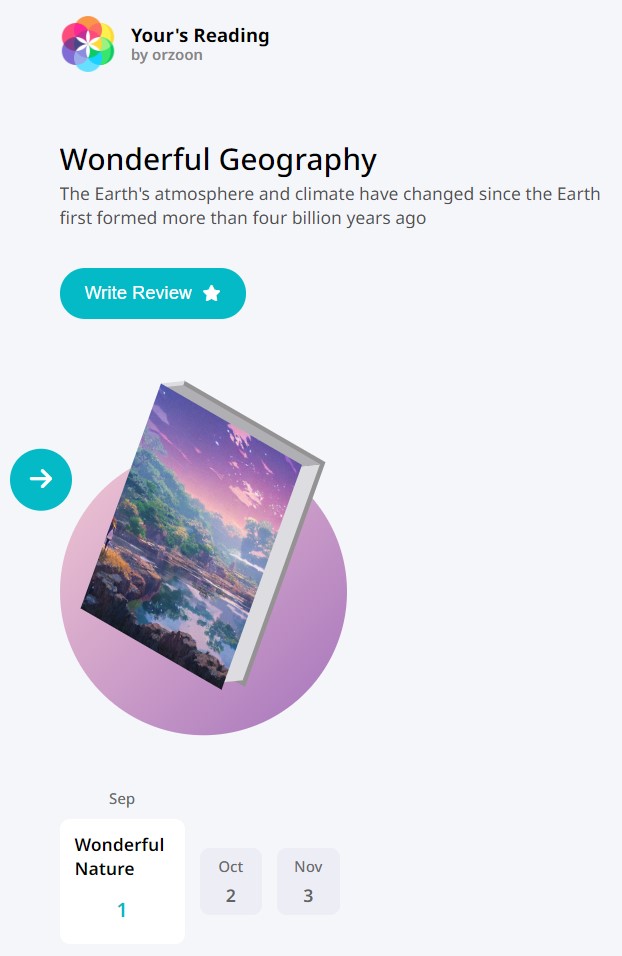 Your's Reading
by orzoon
Wonderful Geography
The Earth's atmosphere and climate have changed since the Earth
first formed more than four billion years ago
Write Review
Sep
Wonderful
Nature
1
Oct
2
Nov
3